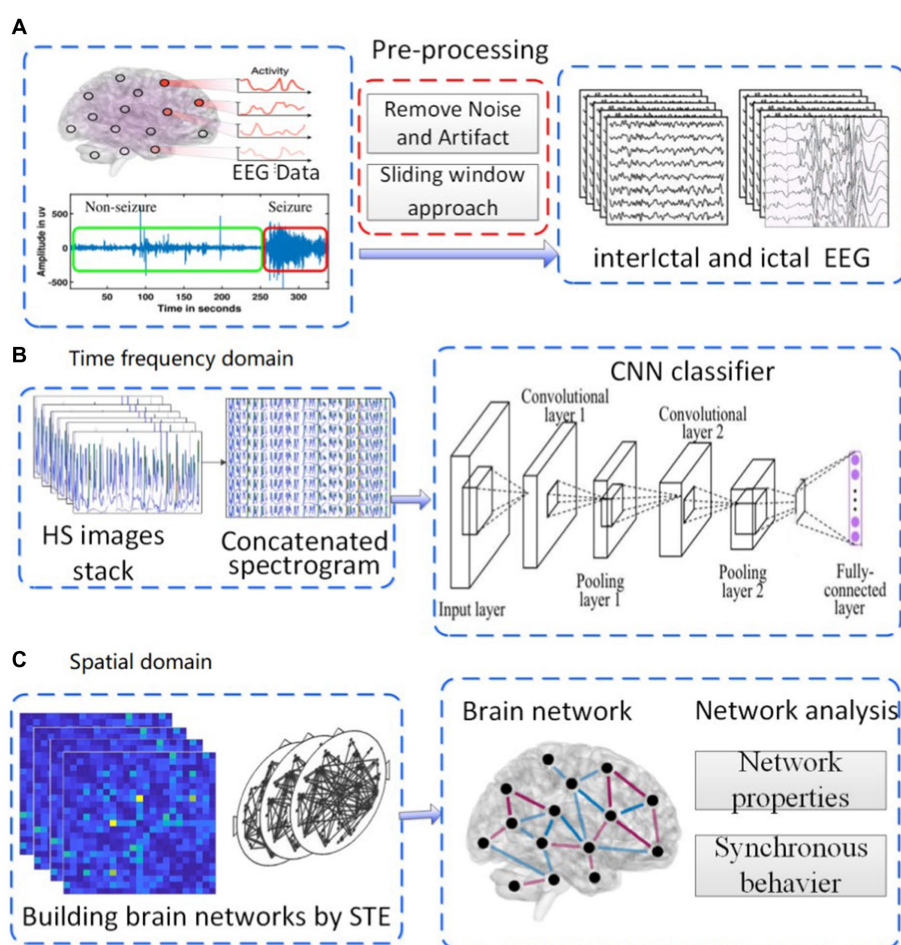 A
Pre-processing
Activity
EEG Data
Remove Noise
and Artifact
Sliding window
approach
Non-seizure
Seizure
Amplitude in uv
500
0
-500
50
100
150
200
250
300
Time in seconds
interIctal and ictal EEG
B
Time frequency domain
HS images
stack
Concatenated
spectrogram
CNN classifier
Convolutional
layer 1
Convolutional
layer 2
Input layer
Pooling
layer 1
Pooling
layer 2
Fully-
connected
layer
C
Spatial domain
Building brain networks by STE
Brain network
Network analysis
Network
properties
Synchronous
behavier